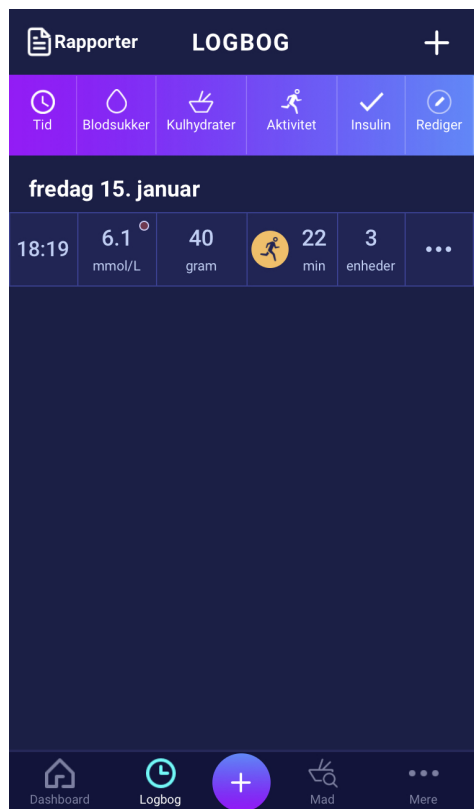 Rapporter LOGBOG
Tid Blodsukker Kulhydrater Aktivitet Insulin Rediger
fredag 15. januar
18:19 6.1 mmol/L 40 gram 22 min 3 enheder
Dashboard Logbog Mad Mere